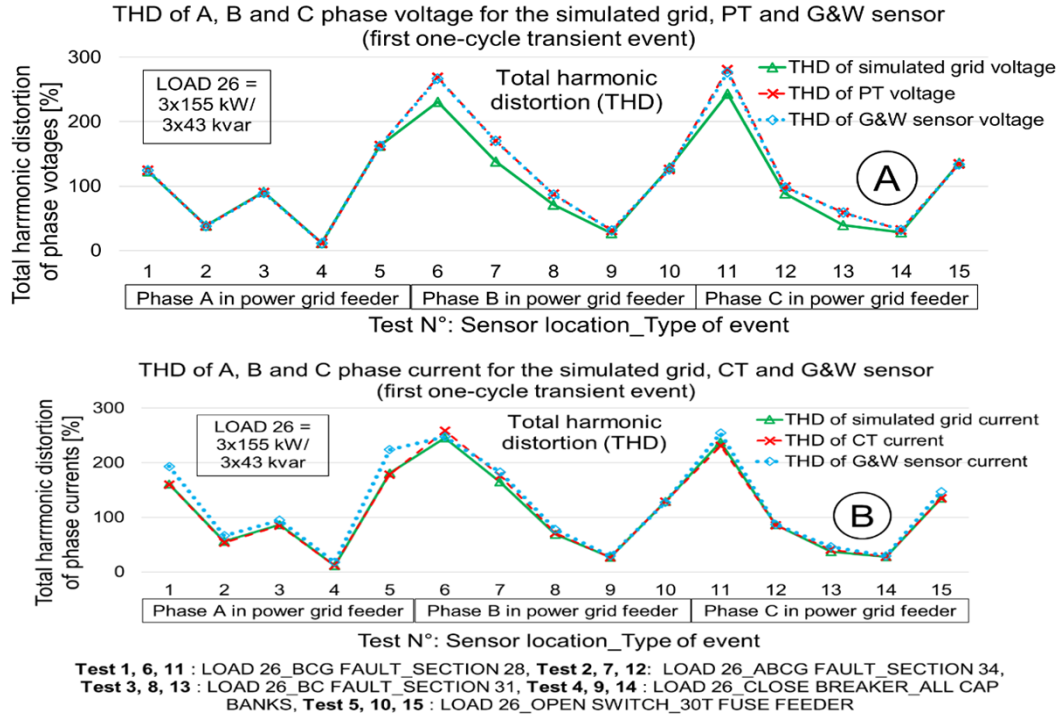 THD of A, B and C phase voltage for the simulated grid, PT and G&W sensor
(first one-cycle transient event)
Total harmonic distortion
of phase votages [%]
300
200
100
0
LOAD 26 =
3x155 kW/
3x43 kvar
Total harmonic
distortion (THD)
THD of simulated grid voltage
THD of PT voltage
THD of G&W sensor voltage
A
1 2 3 4 5 6 7 8 9 10 11 12 13 14 15
Phase A in power grid feeder Phase B in power grid feeder Phase C in power grid feeder
Test N°: Sensor location_Type of event
THD of A, B and C phase current for the simulated grid, CT and G&W sensor
(first one-cycle transient event)
Total harmonic distortion
of phase currents [%]
300
200
100
0
LOAD 26 =
3x155 kW/
3x43 kvar
Total harmonic
distortion (THD)
THD of simulated grid current
THD of CT current
THD of G&W sensor current
B
1 2 3 4 5 6 7 8 9 10 11 12 13 14 15
Phase A in power grid feeder Phase B in power grid feeder Phase C in power grid feeder
Test N°: Sensor location_Type of event
Test 1, 6, 11 : LOAD 26_BCG FAULT_SECTION 28, Test 2, 7, 12: LOAD 26_ABCG FAULT_SECTION 34,
Test 3, 8, 13 : LOAD 26_BC FAULT_SECTION 31, Test 4, 9, 14 : LOAD 26_CLOSE BREAKER_ALL CAP
BANKS, Test 5, 10, 15 : LOAD 26_OPEN SWITCH_30T FUSE FEEDER